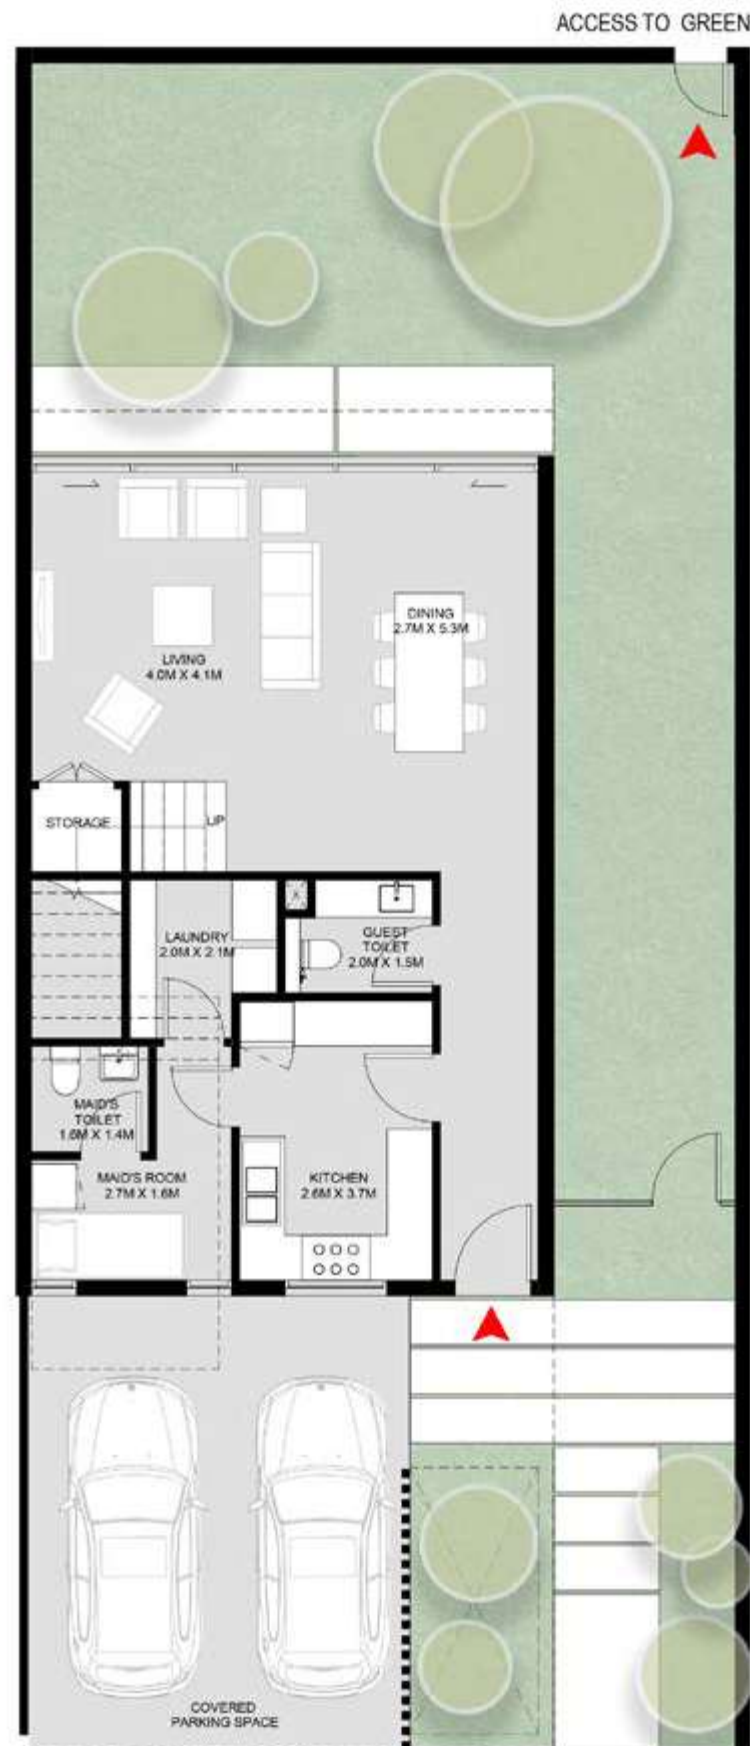 ACCESS TO GREEN
DINING
2.7M X 5.3M
LIVING
4.0M X 4.1M
STORAGE
UP
LAUNDRY
2.0M X 2.1M
GUEST
TOILET
2.0M X 1.5M
MAID'S
TOILET
1.6M X 1.4M
MAID'S ROOM
2.7M X 1.6M
KITCHEN
2.6M X 3.7M
COVERED
PARKING SPACE